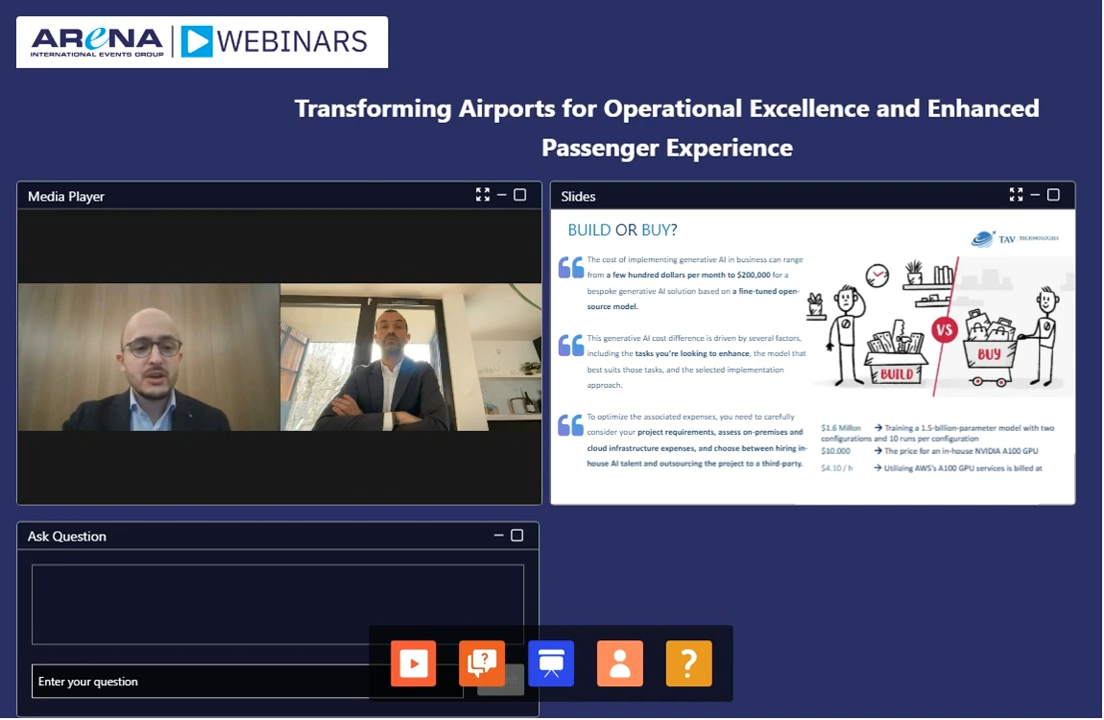 ARENA
INTERNATIONAL EVENTS GROUP
WEBINARS
Transforming Airports for Operational Excellence and Enhanced
Passenger Experience
Media Player
Slides
BUILD OR BUY?
TAV TECHNOLOGIES
The cost of implementing generative AI in business can range
from a few hundred dollars per month to $200,000 for a
bespoke generative AI solution based on a fine-tuned open-
source model.
This generative AI cost difference is driven by several factors,
including the tasks you're looking to enhance, the model that
best suits those tasks, and the selected implementation
approach.
To optimize the associated expenses, you need to carefully
consider your project requirements, assess on-premises and
cloud infrastructure expenses, and choose between hiring in-
house AI talent and outsourcing the project to a third-party.
VS
BUILD
BUY
$1.6 Millon → Training a 1.5-billion-parameter model with two
configurations and 10 runs per configuration
$10.000 → The price for an in-house NVIDIA A100 GPU
$4.10 / h → Utilizing AWS's A100 GPU services is billed at
Ask Question
Enter your question